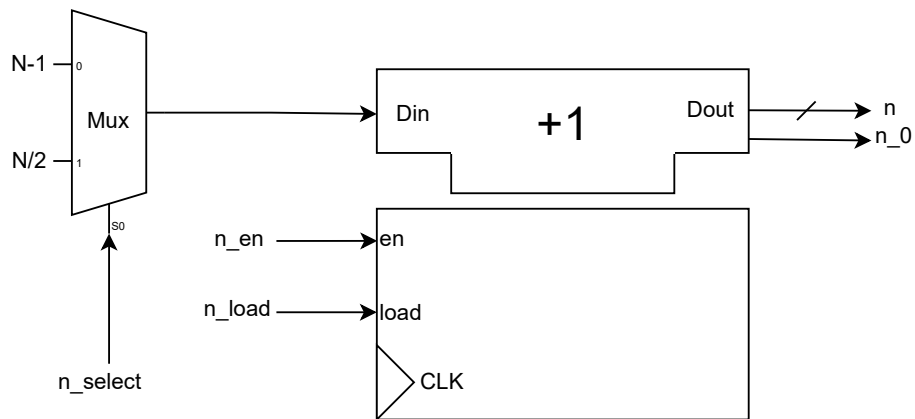 N-1
0
Mux
N/2
1
S0
n_select
Din
+1
Dout
n
n_0
n_en
en
n_load
load
CLK